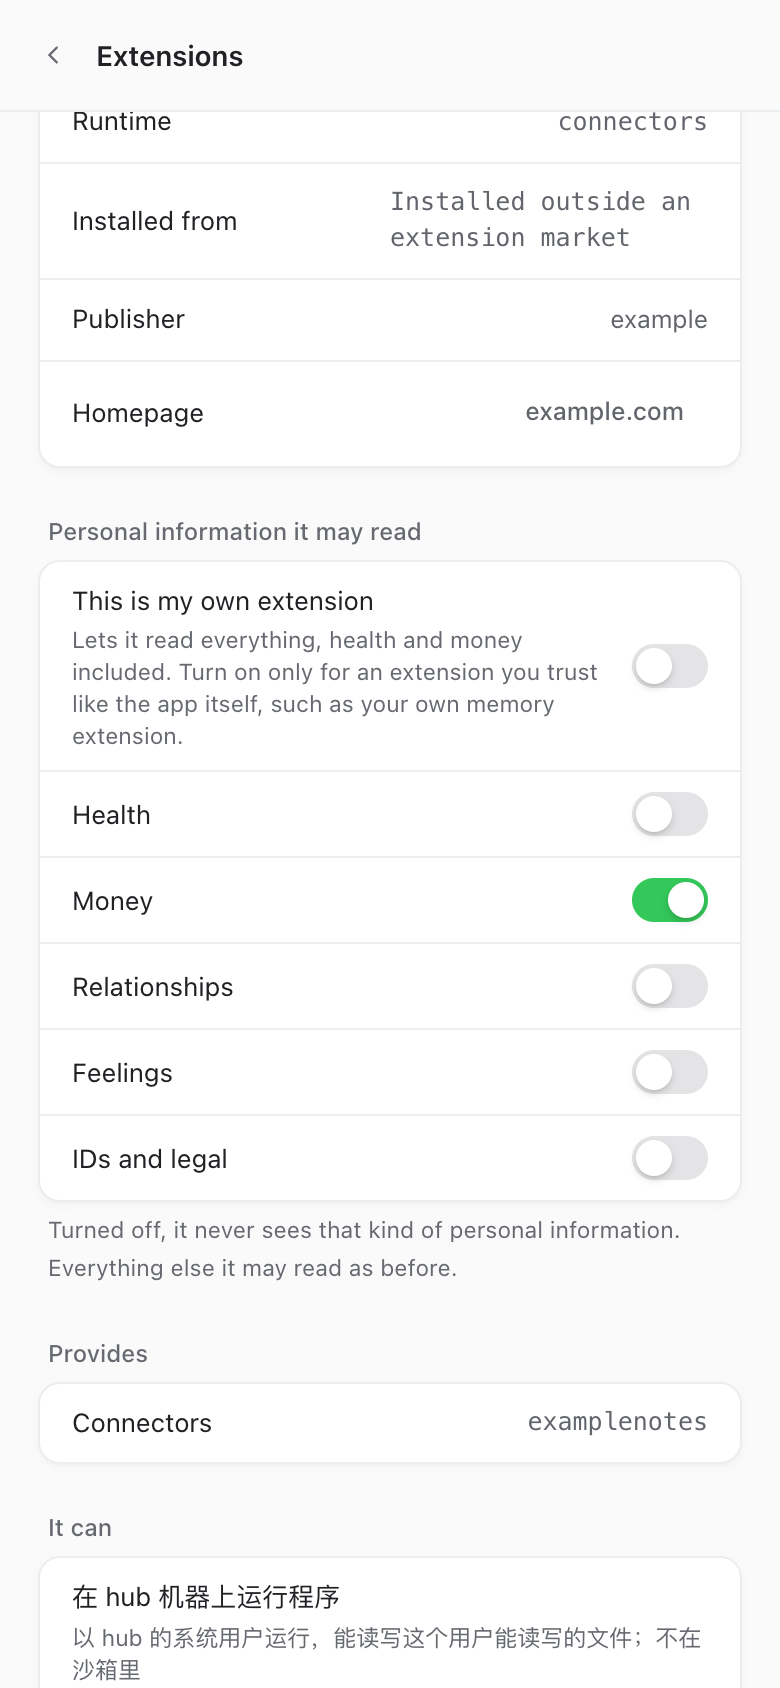 Extensions
Runtime
connectors
Installed from
Installed outside an
extension market
Publisher
example
Homepage
example.com
Personal information it may read
This is my own extension
Lets it read everything, health and money
included. Turn on only for an extension you trust
like the app itself, such as your own memory
extension.
Health
Money
Relationships
Feelings
IDs and legal
Turned off, it never sees that kind of personal information.
Everything else it may read as before.
Provides
Connectors
examplenotes
It can
在 hub 机器上运行程序
以 hub 的系统用户运行，能读写这个用户能读写的文件；不在
沙箱里